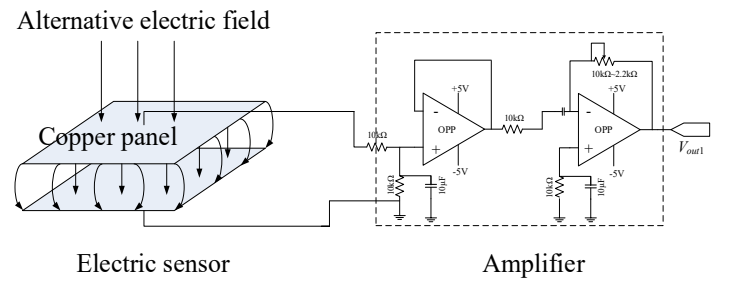 Alternative electric field
Copper panel
10kΩ
10kΩ
10μF
-
+
OPP
+5V
-5V
10kΩ
10kΩ~2.2kΩ
+5V
-
+
OPP
-5V
10kΩ
10μF
Vout1
Electric sensor
Amplifier